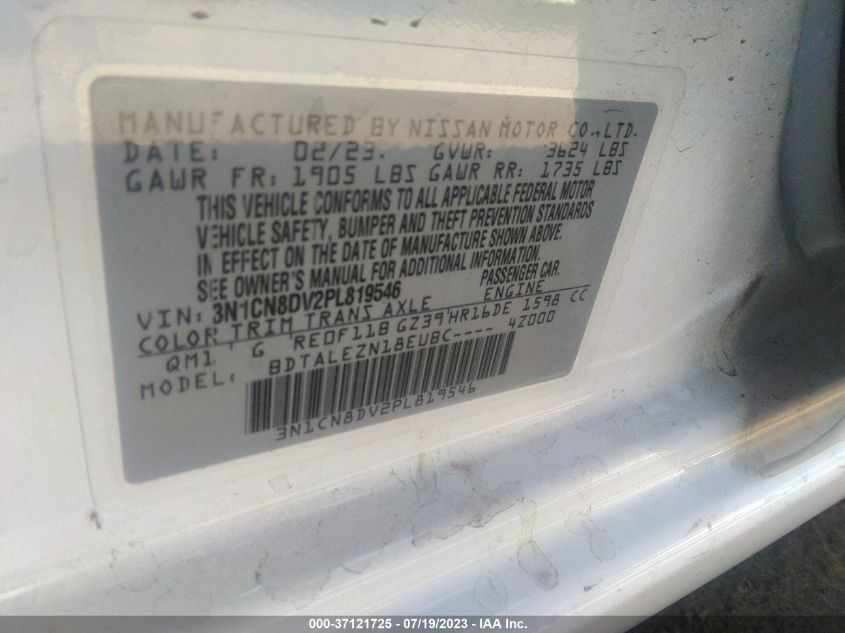 MANUFACTURED BY NISSAN MOTOR CO.,LTD.
DATE: 02/23. GVWR: 3624 LBS
GAWR FR: 1905 LBS GAWR RR: 1735 LBS
THIS VEHICLE CONFORMS TO ALL APPLICABLE FEDERAL MOTOR
VEHICLE SAFETY, BUMPER AND THEFT PREVENTION STANDARDS
IN EFFECT ON THE DATE OF MANUFACTURE SHOWN ABOVE.
SEE OWNER'S MANUAL FOR ADDITIONAL INFORMATION.
VIN: 3N1CN8DV2PL819546 PASSENGER CAR.
COLOR TRIM TRANS AXLE ENGINE
QM1 ' G 'RE0F11B GZ39'HR16DE 1598 CC
MODEL: BDTALEZN18EUBC---- 4Z000
3N1CN8DV2PL819546
000-37121725 - 07/19/2023 - IAA Inc.